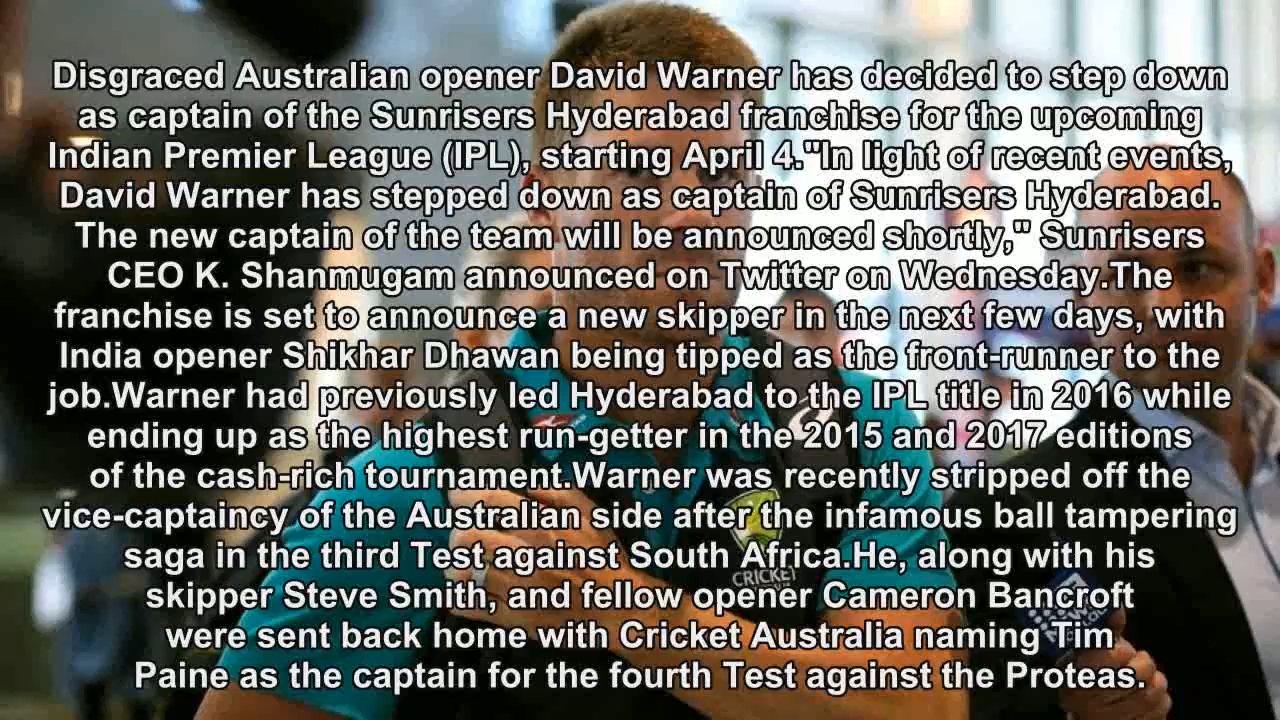 Disgraced Australian opener David Warner has decided to step down
as captain of the Sunrisers Hyderabad franchise for the upcoming
Indian Premier League (IPL), starting April 4."In light of recent events,
David Warner has stepped down as captain of Sunrisers Hyderabad.
The new captain of the team will be announced shortly," Sunrisers
CEO K. Shanmugam announced on Twitter on Wednesday.The
franchise is set to announce a new skipper in the next few days, with
India opener Shikhar Dhawan being tipped as the front-runner to the
job.Warner had previously led Hyderabad to the IPL title in 2016 while
ending up as the highest run-getter in the 2015 and 2017 editions
of the cash-rich tournament.Warner was recently stripped off the
vice-captaincy of the Australian side after the infamous ball tampering
saga in the third Test against South Africa.He, along with his
skipper Steve Smith, and fellow opener Cameron Bancroft
were sent back home with Cricket Australia naming Tim
Paine as the captain for the fourth Test against the Proteas.
CRICKET